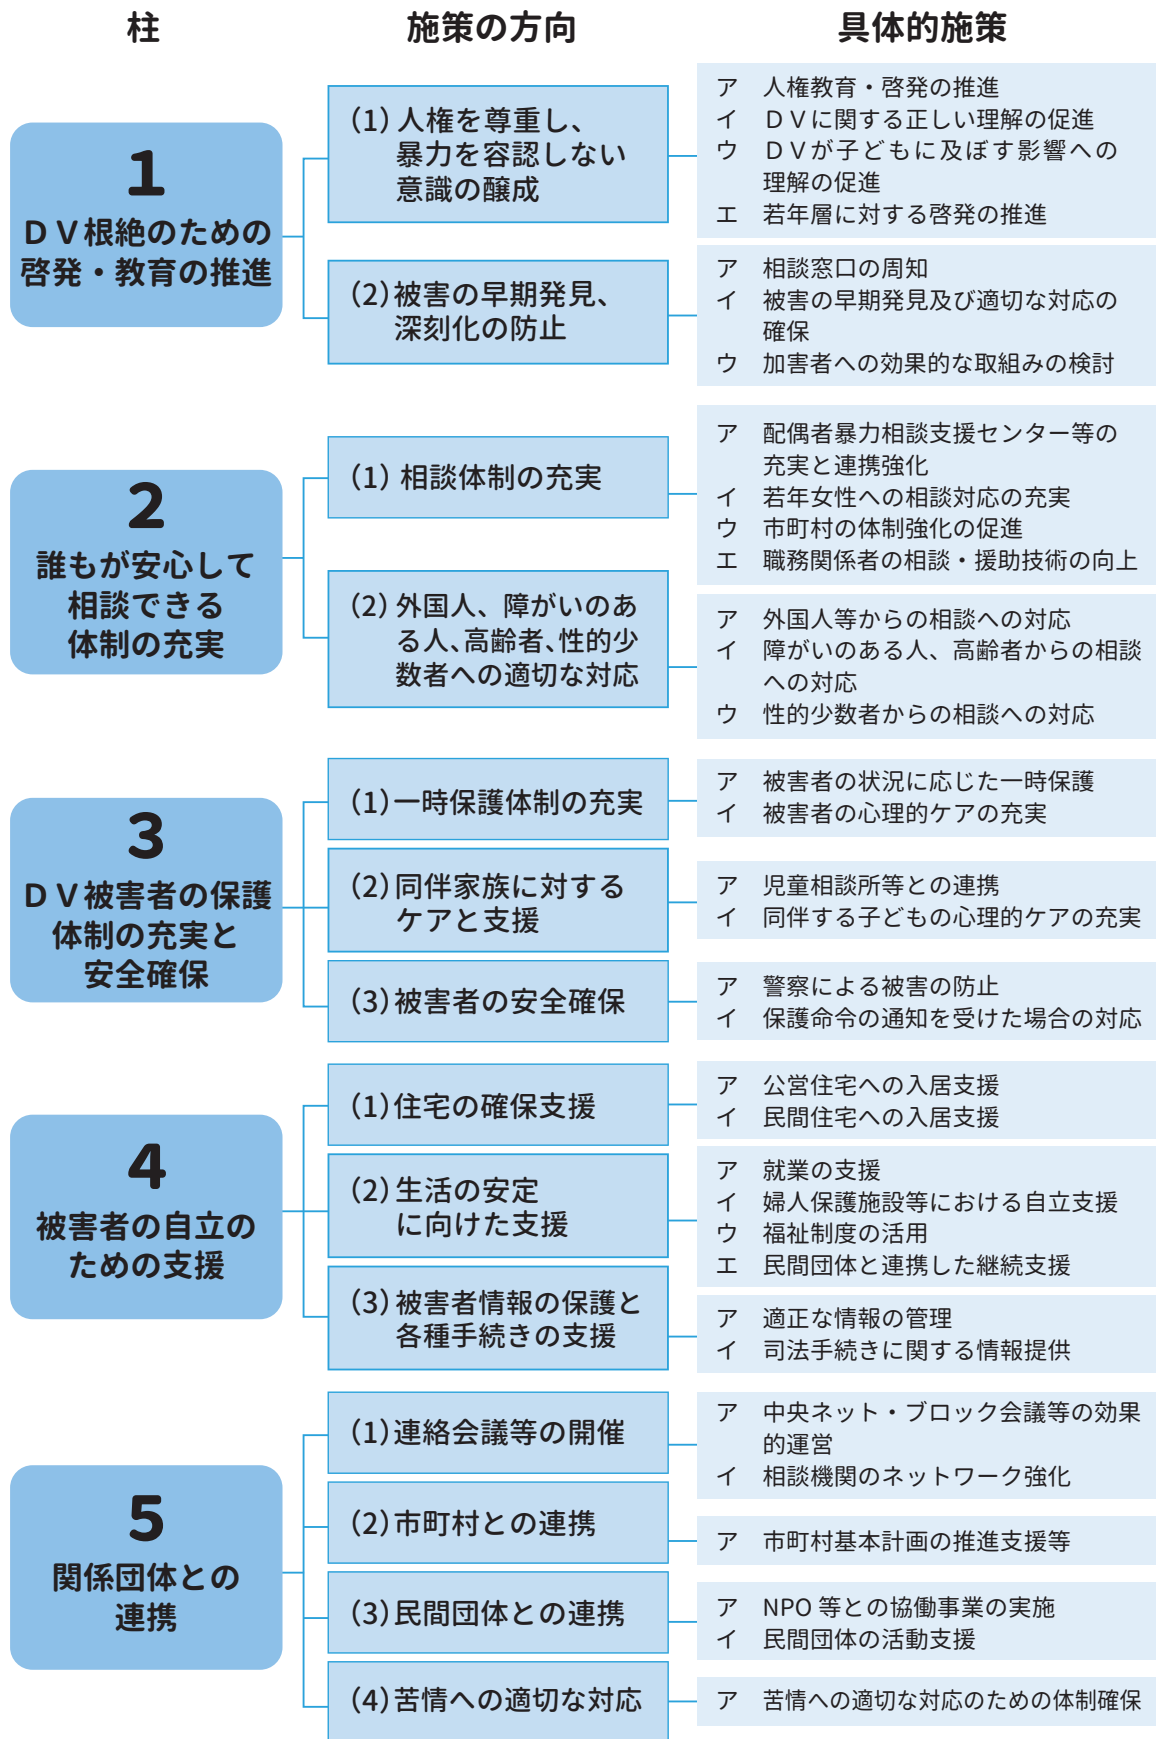 柱
施策の方向
具体的施策
1
ＤＶ根絶のための
啓発・教育の推進
(1)人権を尊重し、
暴力を容認しない
意識の醸成
ア 人権教育・啓発の推進
イ ＤＶに関する正しい理解の促進
ウ ＤＶが子どもに及ぼす影響への
理解の促進
エ 若年層に対する啓発の推進
(2)被害の早期発見、
深刻化の防止
ア 相談窓口の周知
イ 被害の早期発見及び適切な対応の
確保
ウ 加害者への効果的な取組みの検討
2
誰もが安心して
相談できる
体制の充実
(1)相談体制の充実
ア 配偶者暴力相談支援センター等の
充実と連携強化
イ 若年女性への相談対応の充実
ウ 市町村の体制強化の促進
エ 職務関係者の相談・援助技術の向上
(2)外国人、障がいのあ
る人、高齢者、性的少
数者への適切な対応
ア 外国人等からの相談への対応
イ 障がいのある人、高齢者からの相談
への対応
ウ 性的少数者からの相談への対応
3
ＤＶ被害者の保護
体制の充実と
安全確保
(1)一時保護体制の充実
ア 被害者の状況に応じた一時保護
イ 被害者の心理的ケアの充実
(2)同伴家族に対する
ケアと支援
ア 児童相談所等との連携
イ 同伴する子どもの心理的ケアの充実
(3)被害者の安全確保
ア 警察による被害の防止
イ 保護命令の通知を受けた場合の対応
4
被害者の自立の
ための支援
(1)住宅の確保支援
ア 公営住宅への入居支援
イ 民間住宅への入居支援
(2)生活の安定
に向けた支援
ア 就業の支援
イ 婦人保護施設等における自立支援
ウ 福祉制度の活用
エ 民間団体と連携した継続支援
(3)被害者情報の保護と
各種手続きの支援
ア 適正な情報の管理
イ 司法手続きに関する情報提供
5
関係団体との
連携
(1)連絡会議等の開催
ア 中央ネット・ブロック会議等の効果
的運営
イ 相談機関のネットワーク強化
(2)市町村との連携
ア 市町村基本計画の推進支援等
(3)民間団体との連携
ア NPO 等との協働事業の実施
イ 民間団体の活動支援
(4)苦情への適切な対応
ア 苦情への適切な対応のための体制確保